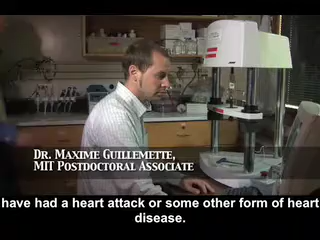 Dr. Maxime Guillemette,
MIT Postdoctoral Associate
have had a heart attack or some other form of heart
disease.